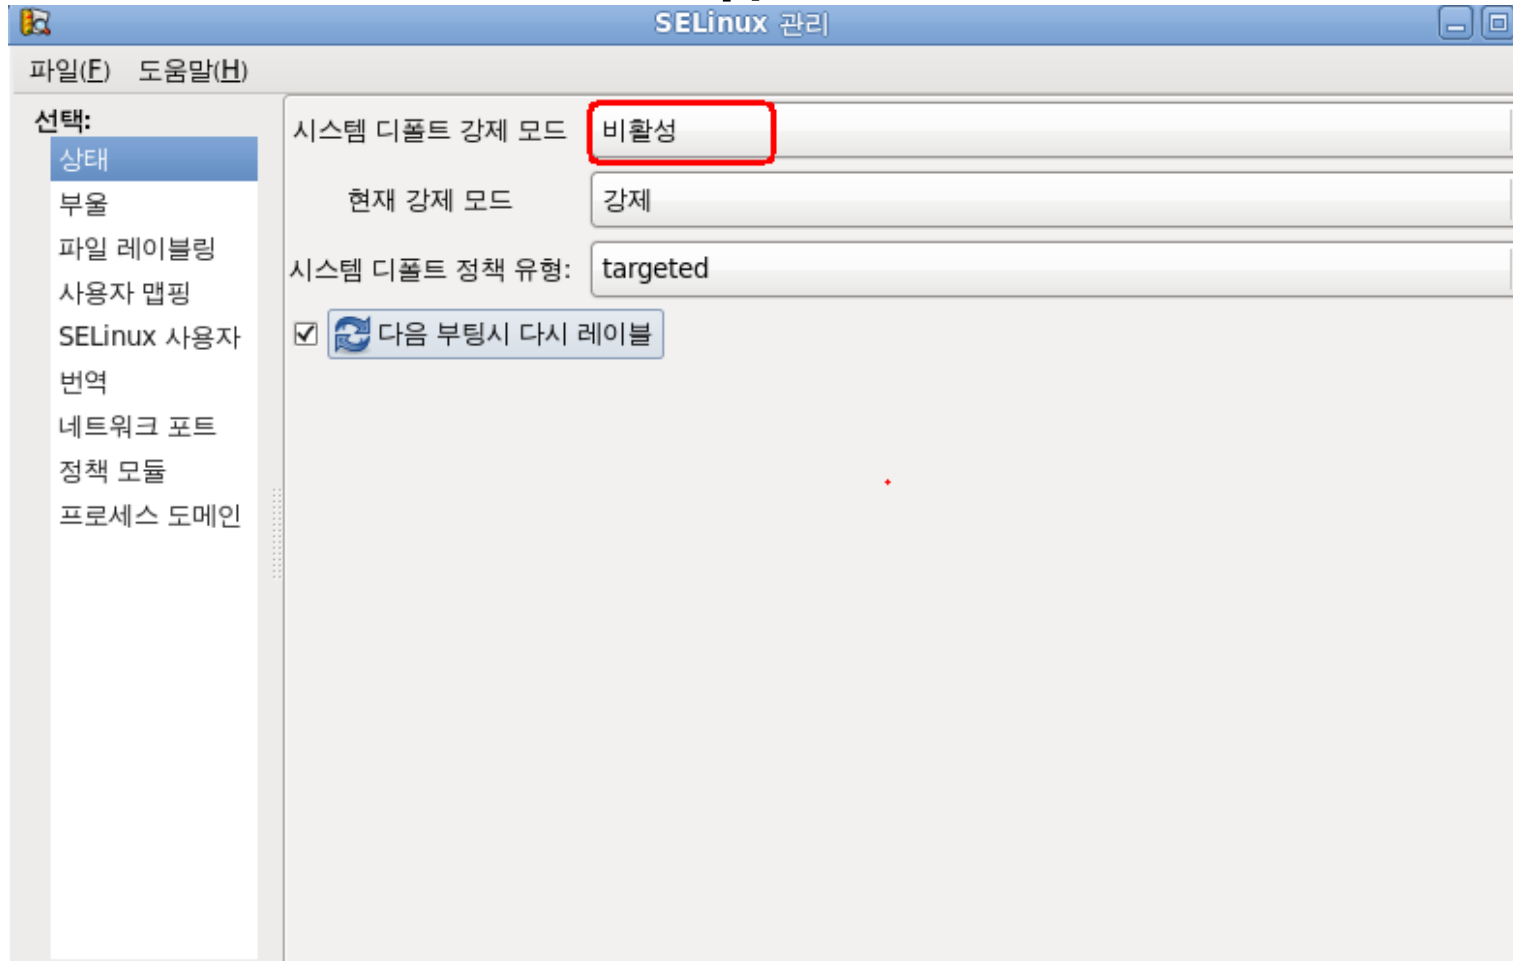 SELinux 관리
파일(F) 도움말(H)
선택:
상태
부울
파일 레이블링
사용자 맵핑
SELinux 사용자
번역
네트워크 포트
정책 모듈
프로세스 도메인
시스템 디폴트 강제 모드 비활성
현재 강제 모드 강제
시스템 디폴트 정책 유형: targeted
다음 부팅시 다시 레이블